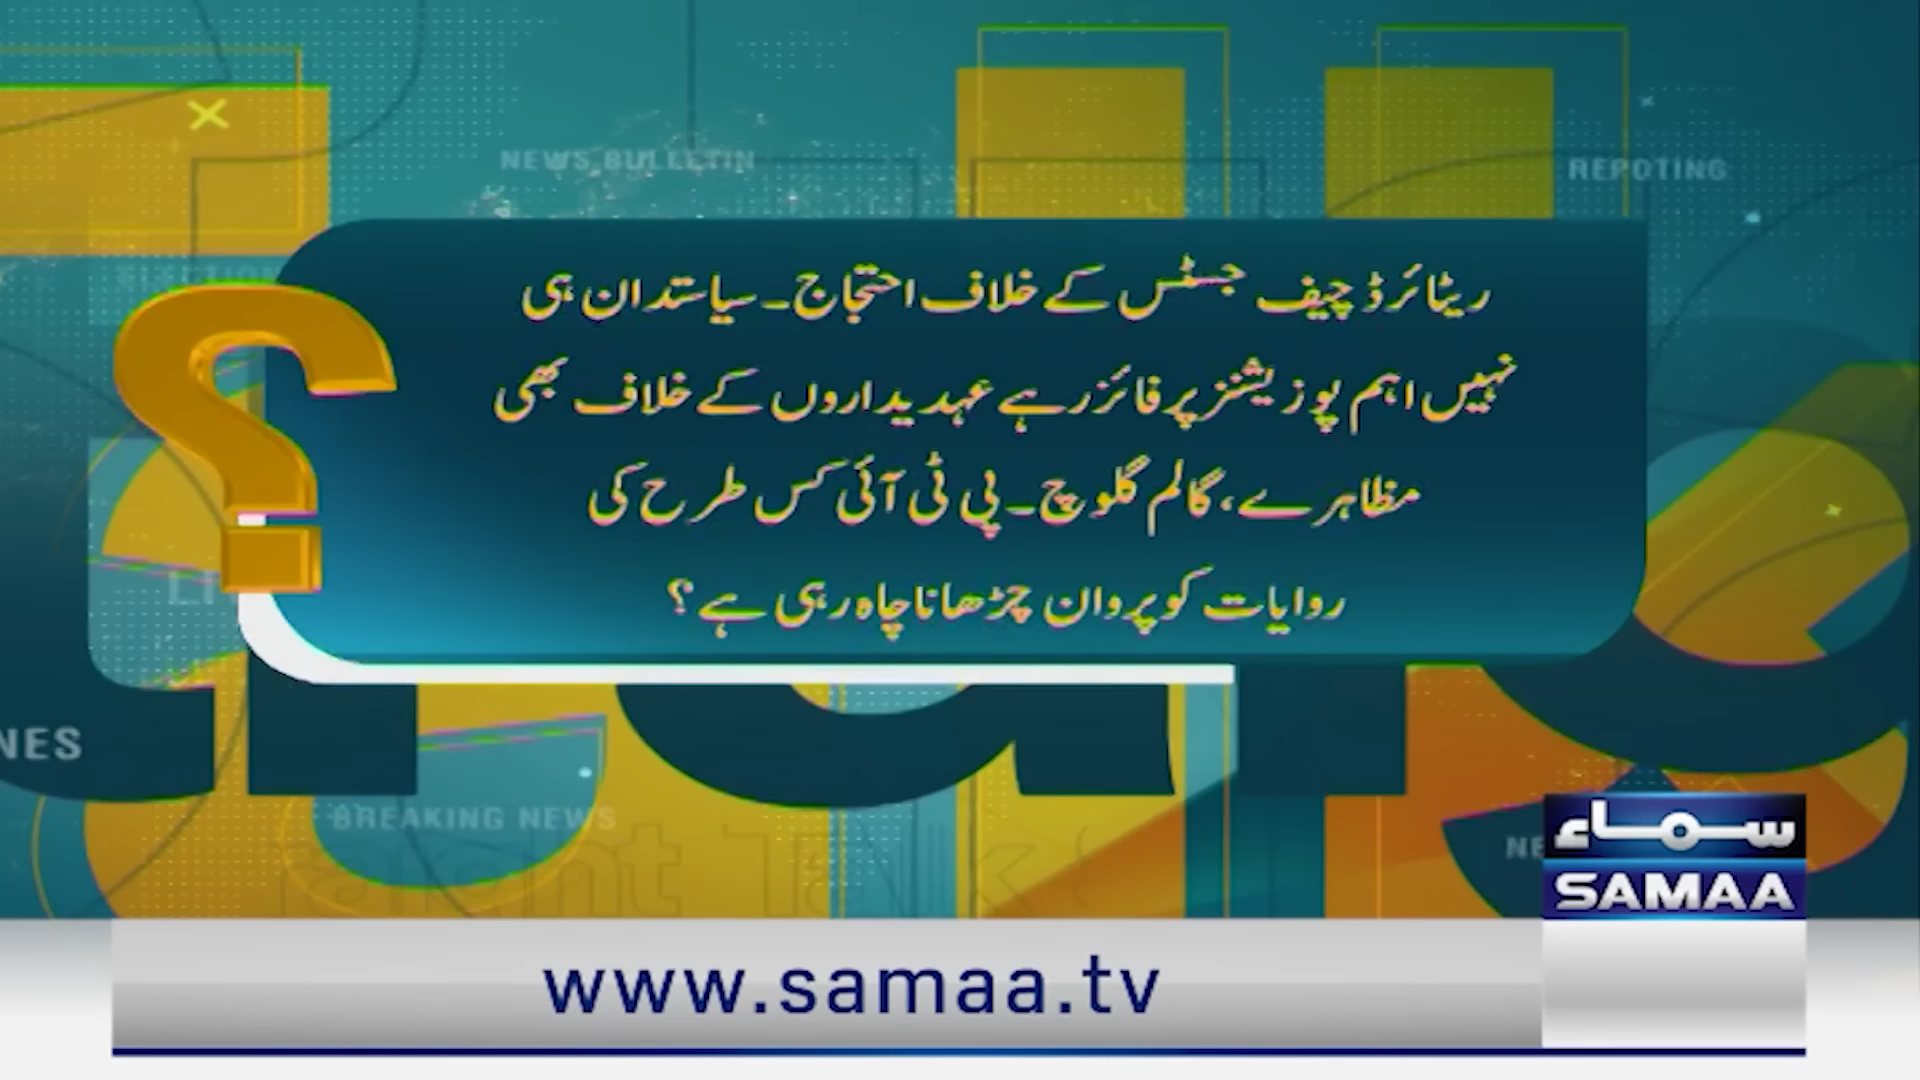 NEWS BULLETIN
REPOTING
ریٹائرڈ چیف جسٹس کے خلاف احتجاج۔ سیاستدان ہی
نہیں اہم پوزیشنز پر فائز رہے عہدیداروں کے خلاف بھی
مظاہرے، گالم گلوچ۔ پی ٹی آئی کس طرح کی
روایات کو پروان چڑھانا چاہ رہی ہے؟
NES
BREAKING NEWS
سماء
SAMAA
www.samaa.tv